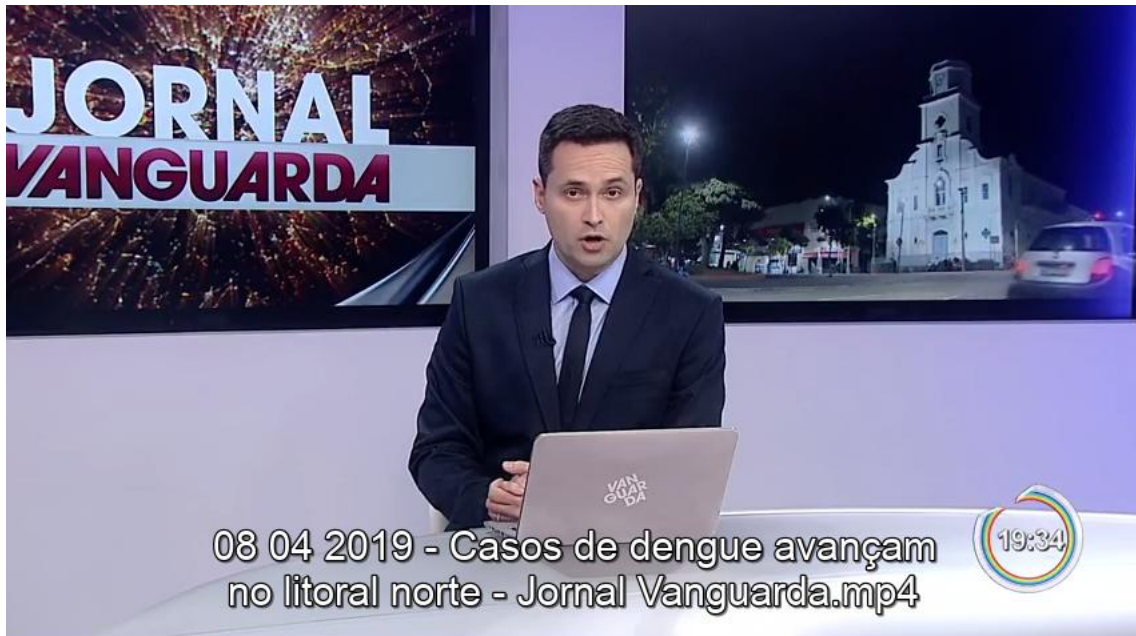 JORNAL
VANGUARDA
VAN
GUAR
DA
19:34
08 04 2019 - Casos de dengue avançam
no litoral norte - Jornal Vanguarda.mp4